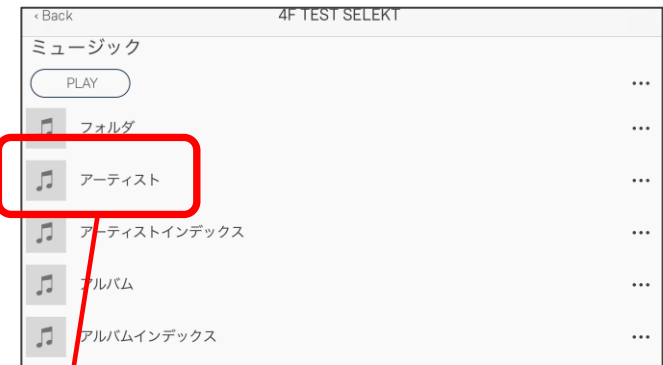 ‹ Back 4F TEST SELEKT
ミュージック
PLAY
フォルダ
アーティスト
アーティストインデックス
アルバム
アルバムインデックス